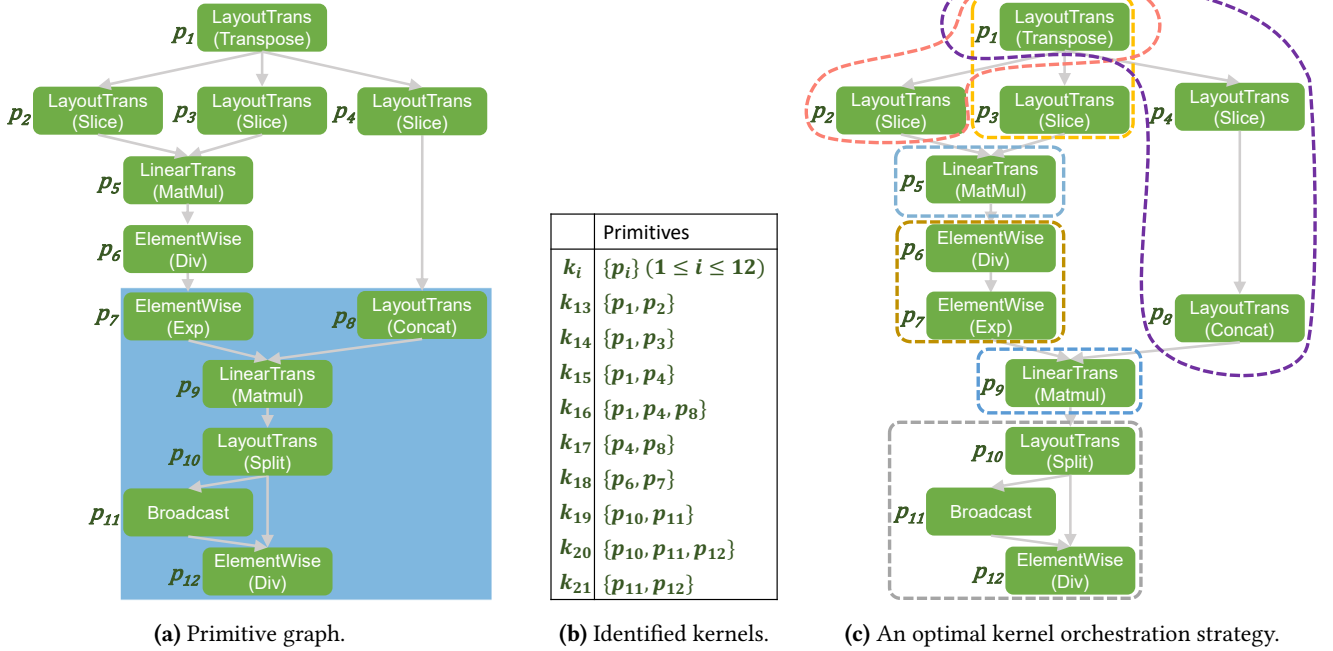 LayoutTrans
(Transpose)
p1
LayoutTrans
(Slice)
p2
LayoutTrans
(Slice)
p3
LayoutTrans
(Slice)
p4
LinearTrans
(MatMul)
p5
ElementWise
(Div)
p6
ElementWise
(Exp)
p7
LayoutTrans
(Concat)
p8
LinearTrans
(Matmul)
p9
LayoutTrans
(Split)
p10
Broadcast
p11
ElementWise
(Div)
p12
(a) Primitive graph.
Primitives
ki {pi} (1 ≤ i ≤ 12)
k13 {p1, p2}
k14 {p1, p3}
k15 {p1, p4}
k16 {p1, p4, p8}
k17 {p4, p8}
k18 {p6, p7}
k19 {p10, p11}
k20 {p10, p11, p12}
k21 {p11, p12}
(b) Identified kernels.
LayoutTrans
(Transpose)
p1
LayoutTrans
(Slice)
p2
LayoutTrans
(Slice)
p3
LayoutTrans
(Slice)
p4
LinearTrans
(MatMul)
p5
ElementWise
(Div)
p6
ElementWise
(Exp)
p7
LayoutTrans
(Concat)
p8
LinearTrans
(Matmul)
p9
LayoutTrans
(Split)
p10
Broadcast
p11
ElementWise
(Div)
p12
(c) An optimal kernel orchestration strategy.